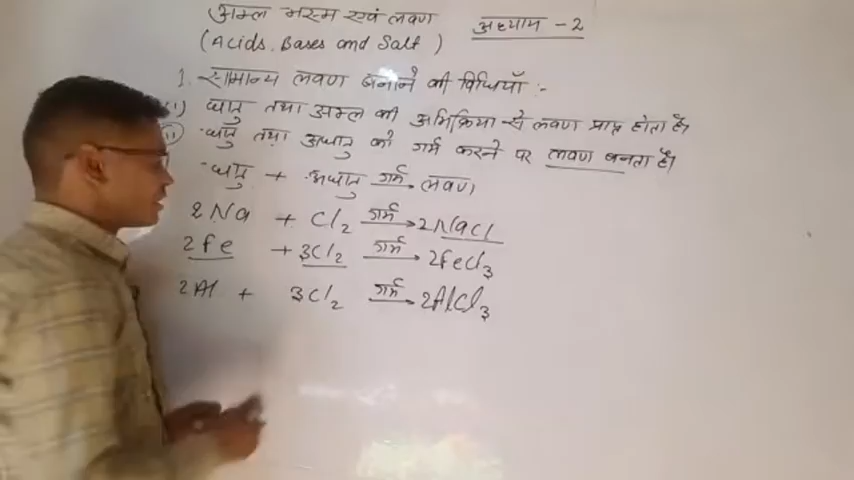 अम्ल भस्म एवं लवण अध्याय - 2
(Acids, Bases and Salt)
1. सामान्य लवण बनाने की विधियाँ :-
(i) धातु तथा अम्ल की अभिक्रिया से लवण प्राप्त होता है।
(ii) धातु तथा अधातु को गर्म करने पर लवण बनता है।
धातु + अधातु गर्म→ लवण
2Na + Cl₂ गर्म→ 2NaCl
2Fe + 3Cl₂ गर्म→ 2FeCl₃
2Al + 3Cl₂ गर्म→ 2AlCl₃